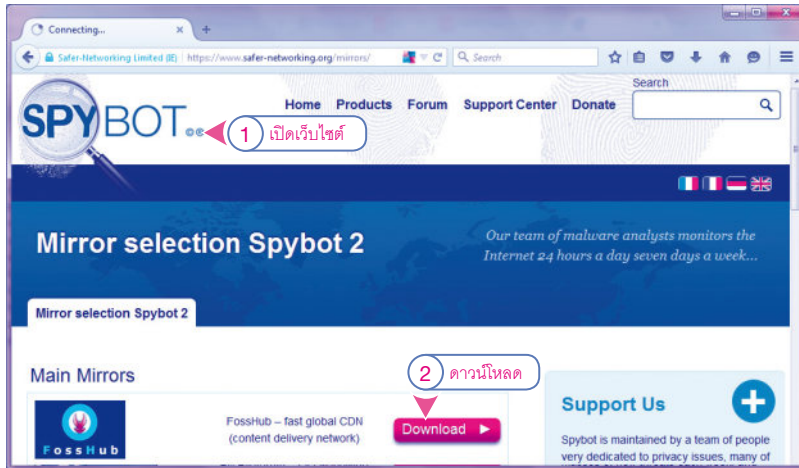 Connecting...
Safer-Networking Limited (IE) https://www.safer-networking.org/mirrors/ Search
Search
SPYBOT
Home Products Forum Support Center Donate
1 เปิดเว็บไซต์
Mirror selection Spybot 2
Our team of malware analysts monitors the
Internet 24 hours a day seven days a week...
Mirror selection Spybot 2
Main Mirrors
2 ดาวน์โหลด
FossHub
FossHub – fast global CDN
(content delivery network)
Download
Support Us
Spybot is maintained by a team of people
very dedicated to privacy issues, many of